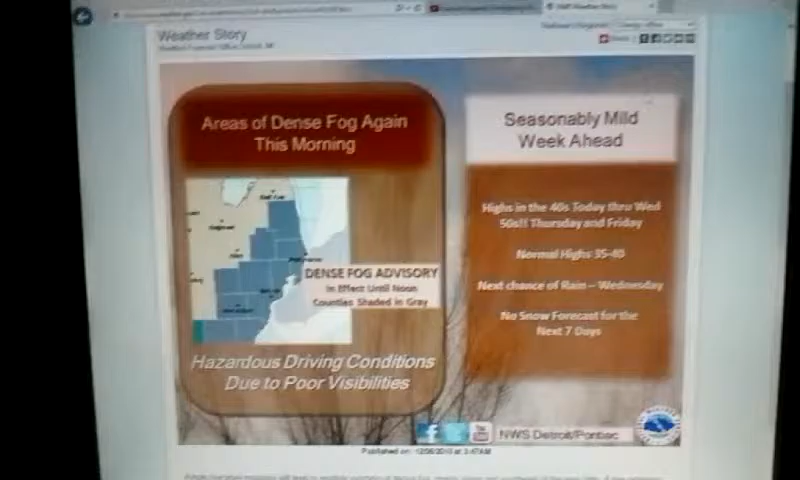 Weather Story
Areas of Dense Fog Again
This Morning
DENSE FOG ADVISORY
In Effect Until Noon
Counties Shaded in Gray
Hazardous Driving Conditions
Due to Poor Visibilities
Seasonably Mild
Week Ahead
Highs in the 40s Today thru Wed
50s!! Thursday and Friday
Normal Highs 35-40
Next chance of Rain – Wednesday
No Snow Forecast for the
Next 7 Days
NWS Detroit/Pontiac